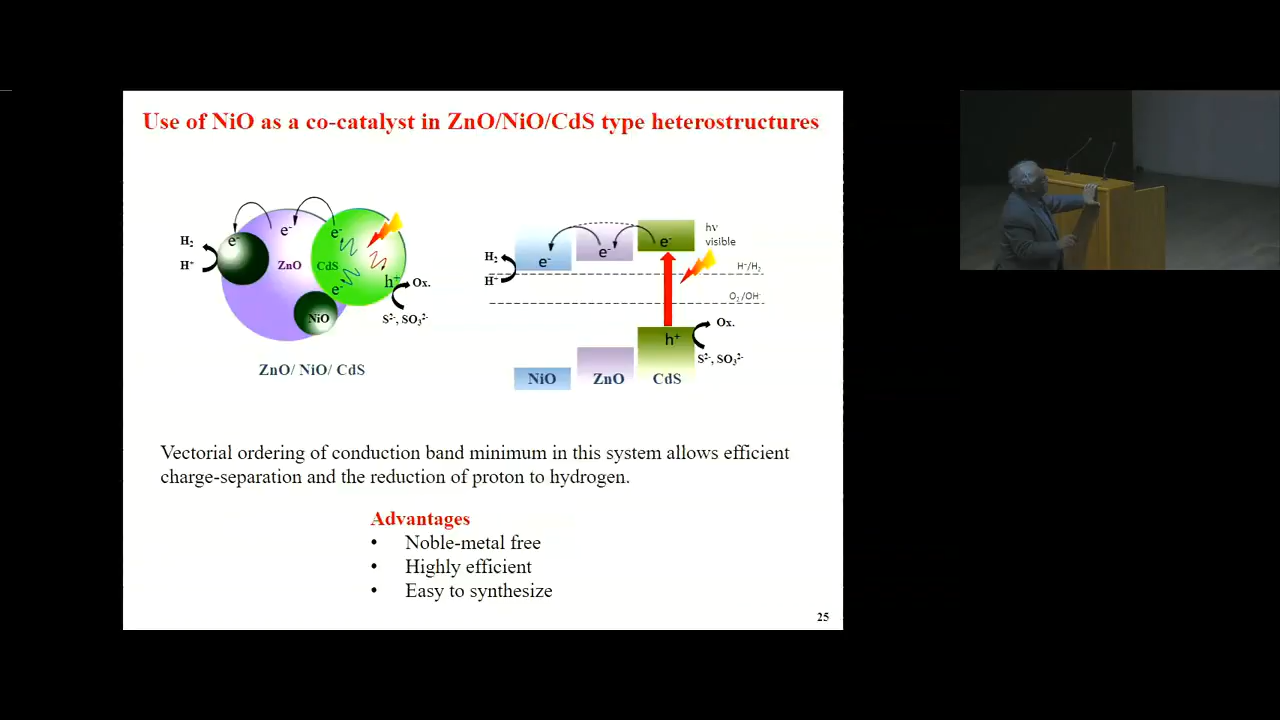 Use of NiO as a co-catalyst in ZnO/NiO/CdS type heterostructures
H₂
H⁺
e⁻
e⁻
e⁻
ZnO
CdS
e⁻
h⁺
Ox.
S²⁻, SO₃²⁻
NiO
ZnO/ NiO/ CdS
hν
visible
H₂
H⁺
e⁻
e⁻
e⁻
H⁺/H₂
O₂/OH⁻
h⁺
Ox.
S²⁻, SO₃²⁻
NiO
ZnO
CdS
Vectorial ordering of conduction band minimum in this system allows efficient
charge-separation and the reduction of proton to hydrogen.
Advantages
• Noble-metal free
• Highly efficient
• Easy to synthesize
25